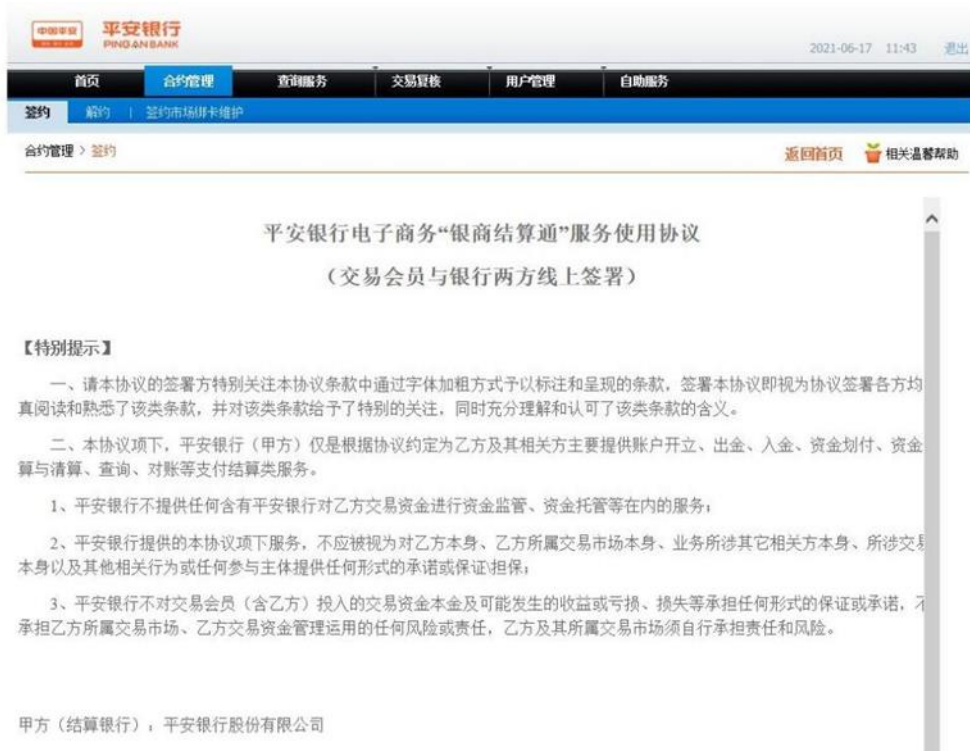 中国平安
平安银行
PING AN BANK
2021-06-17 11:43 退出
首页 合约管理 查询服务 交易复核 用户管理 自助服务
签约 解约 | 签约市场绑卡维护
合约管理 > 签约 返回首页 相关温馨帮助
平安银行电子商务“银商结算通”服务使用协议
（交易会员与银行两方线上签署）
【特别提示】
一、请本协议的签署方特别关注本协议条款中通过字体加粗方式予以标注和呈现的条款，签署本协议即视为协议签署各方均
真阅读和熟悉了该类条款，并对该类条款给予了特别的关注，同时充分理解和认可了该类条款的含义。
二、本协议项下，平安银行（甲方）仅是根据协议约定为乙方及其相关方主要提供账户开立、出金、入金、资金划付、资金
算与清算、查询、对账等支付结算类服务。
1、平安银行不提供任何含有平安银行对乙方交易资金进行资金监管、资金托管等在内的服务；
2、平安银行提供的本协议项下服务，不应被视为对乙方本身、乙方所属交易市场本身、业务所涉其它相关方本身、所涉交易
本身以及其他相关行为或任何参与主体提供任何形式的承诺或保证\担保；
3、平安银行不对交易会员（含乙方）投入的交易资金本金及可能发生的收益或亏损、损失等承担任何形式的保证或承诺，不
承担乙方所属交易市场、乙方交易资金管理运用的任何风险或责任，乙方及其所属交易市场须自行承担责任和风险。
甲方（结算银行）：平安银行股份有限公司